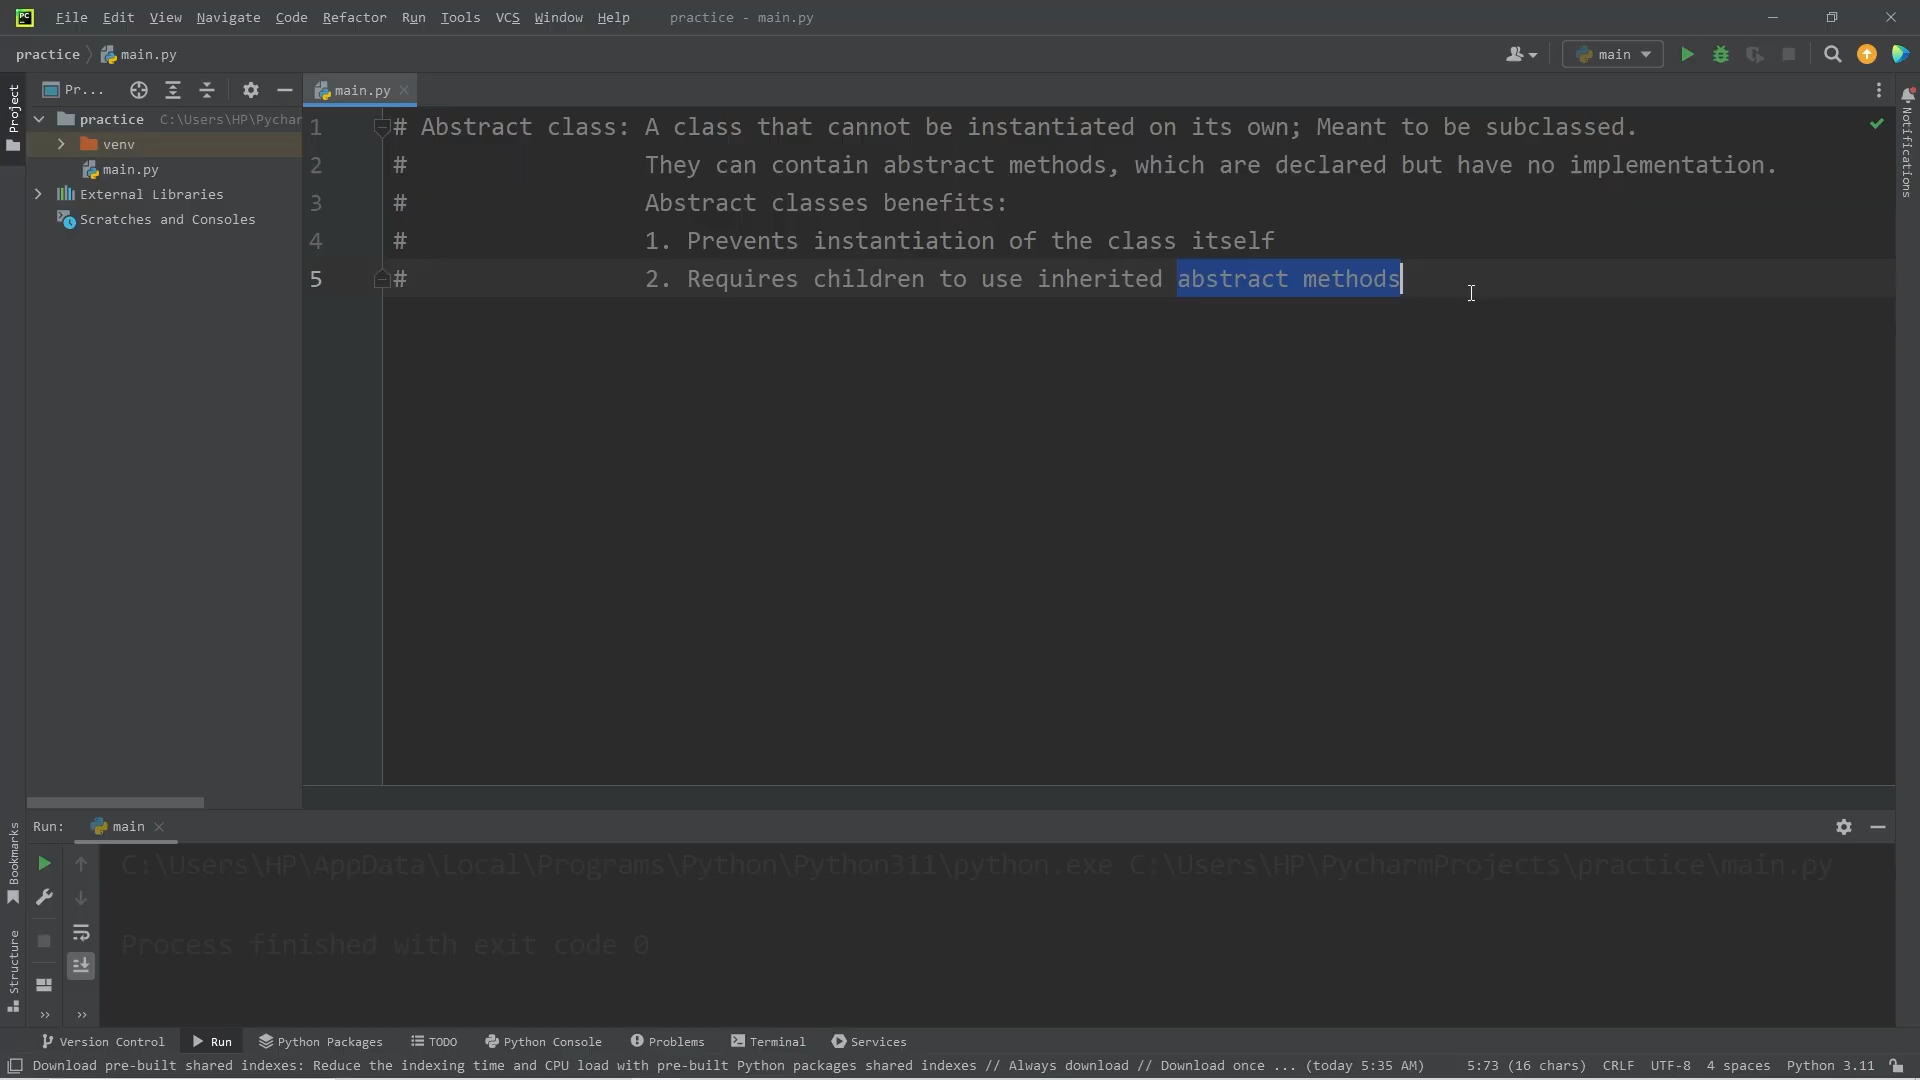 PC
File Edit View Navigate Code Refactor Run Tools VCS Window Help practice - main.py
practice main.py main
Project
Pr... main.py
practice C:\Users\HP\Pychar
venv
main.py
External Libraries
Scratches and Consoles
1 # Abstract class: A class that cannot be instantiated on its own; Meant to be subclassed.
2 # They can contain abstract methods, which are declared but have no implementation.
3 # Abstract classes benefits:
4 # 1. Prevents instantiation of the class itself
5 # 2. Requires children to use inherited abstract methods
Notifications
Run: main
C:\Users\HP\AppData\Local\Programs\Python\Python311\python.exe C:\Users\HP\PycharmProjects\practice\main.py
Process finished with exit code 0
Bookmarks
Structure
Version Control Run Python Packages TODO Python Console Problems Terminal Services
Download pre-built shared indexes: Reduce the indexing time and CPU load with pre-built Python packages shared indexes // Always download // Download once ... (today 5:35 AM) 5:73 (16 chars) CRLF UTF-8 4 spaces Python 3.11